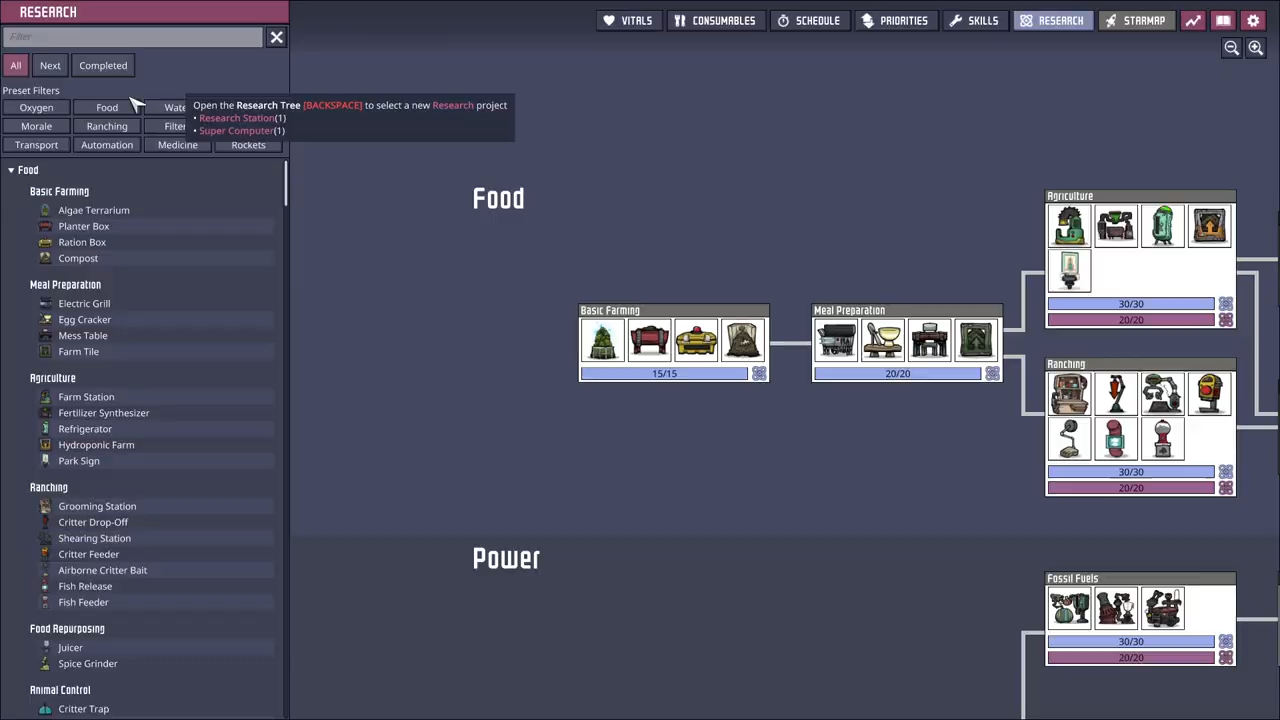 RESEARCH
VITALS
CONSUMABLES
SCHEDULE
PRIORITIES
SKILLS
RESEARCH
STARMAP
Filter
All
Next
Completed
Preset Filters
Oxygen
Food
Morale
Ranching
Transport
Automation
Medicine
Rockets
Open the Research Tree [BACKSPACE] to select a new Research project
• Research Station(1)
• Super Computer(1)
Food
Basic Farming
Algae Terrarium
Planter Box
Ration Box
Compost
Meal Preparation
Electric Grill
Egg Cracker
Mess Table
Farm Tile
Agriculture
Farm Station
Fertilizer Synthesizer
Refrigerator
Hydroponic Farm
Park Sign
Ranching
Grooming Station
Critter Drop-Off
Shearing Station
Critter Feeder
Airborne Critter Bait
Fish Release
Fish Feeder
Food Repurposing
Juicer
Spice Grinder
Animal Control
Critter Trap
Food
Basic Farming
15/15
Meal Preparation
20/20
Agriculture
30/30
20/20
Ranching
30/30
20/20
Power
Fossil Fuels
30/30
20/20